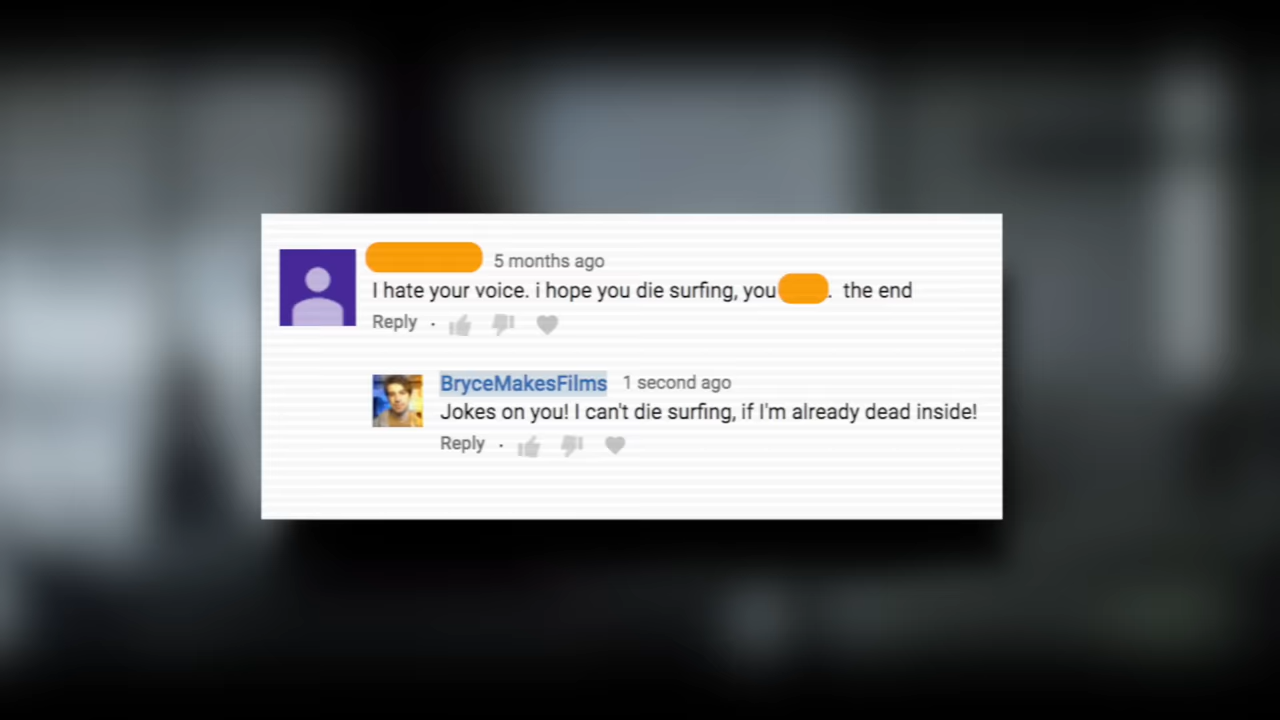 5 months ago
I hate your voice. i hope you die surfing, you . the end
Reply ·
BryceMakesFilms 1 second ago
Jokes on you! I can't die surfing, if I'm already dead inside!
Reply ·